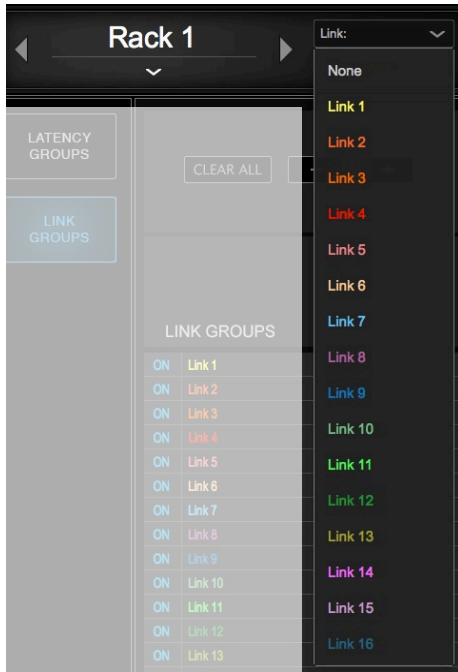 Rack 1
Link:
None
Link 1
Link 2
Link 3
Link 4
Link 5
Link 6
Link 7
Link 8
Link 9
Link 10
Link 11
Link 12
Link 13
Link 14
Link 15
Link 16
LATENCY
GROUPS
LINK
GROUPS
CLEAR ALL
LINK GROUPS
ON Link 1
ON Link 2
ON Link 3
ON Link 4
ON Link 5
ON Link 6
ON Link 7
ON Link 8
ON Link 9
ON Link 10
ON Link 11
ON Link 12
ON Link 13